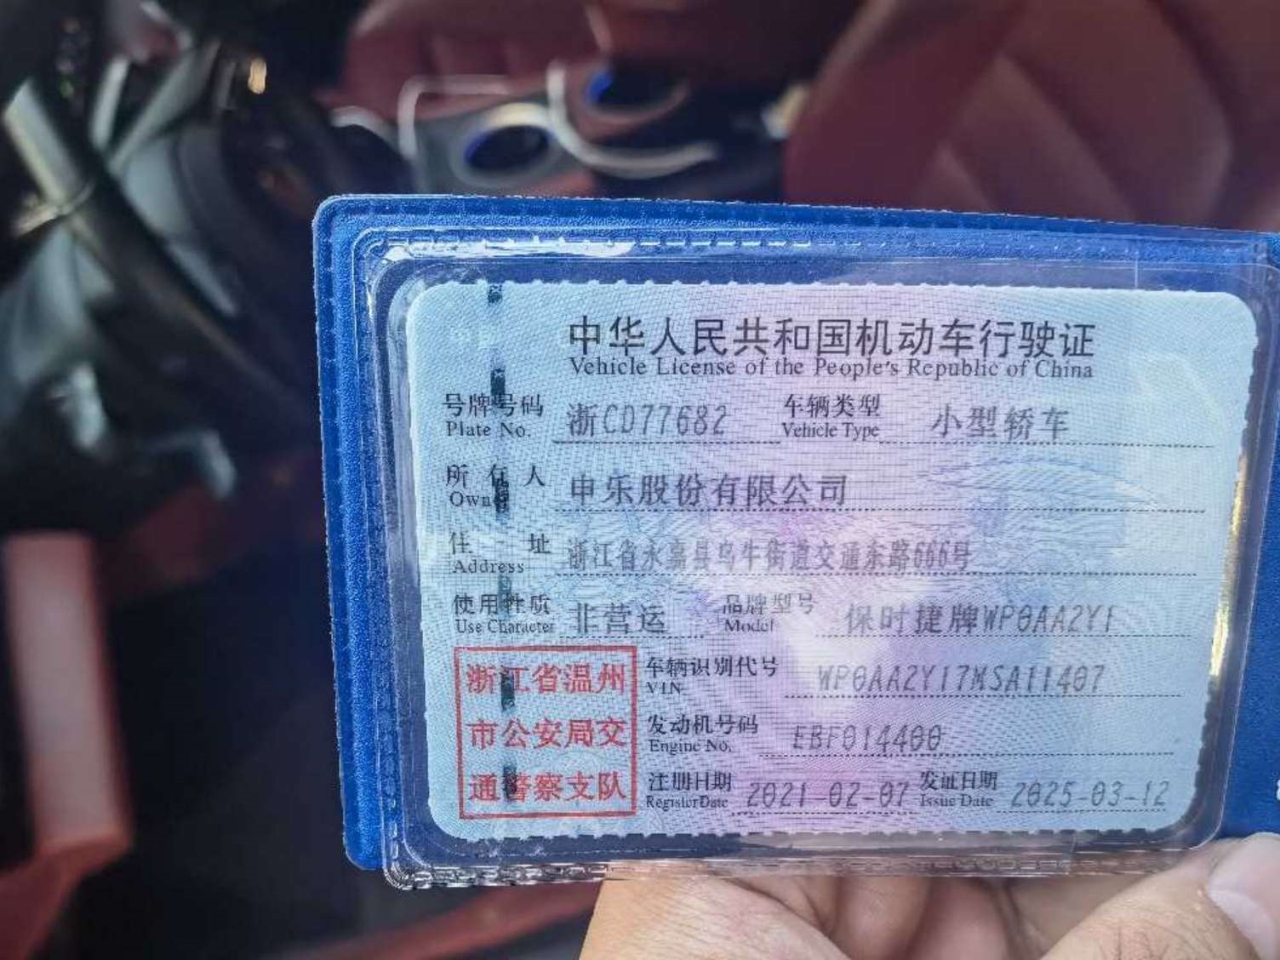 中华人民共和国机动车行驶证
Vehicle License of the People's Republic of China
号牌号码 浙CD77682 车辆类型 小型轿车
Plate No. Vehicle Type
所有人 申乐股份有限公司
Owner
住址 浙江省永嘉县乌牛街道交通东路666号
Address
使用性质 非营运 品牌型号 保时捷牌WP0AA2Y1
Use Character Model
浙江省温州 车辆识别代号 WP0AA2Y17MSA11407
VIN
市公安局交 发动机号码 EBF014400
Engine No.
通警察支队 注册日期 2021-02-07 发证日期 2025-03-12
Register Date Issue Date